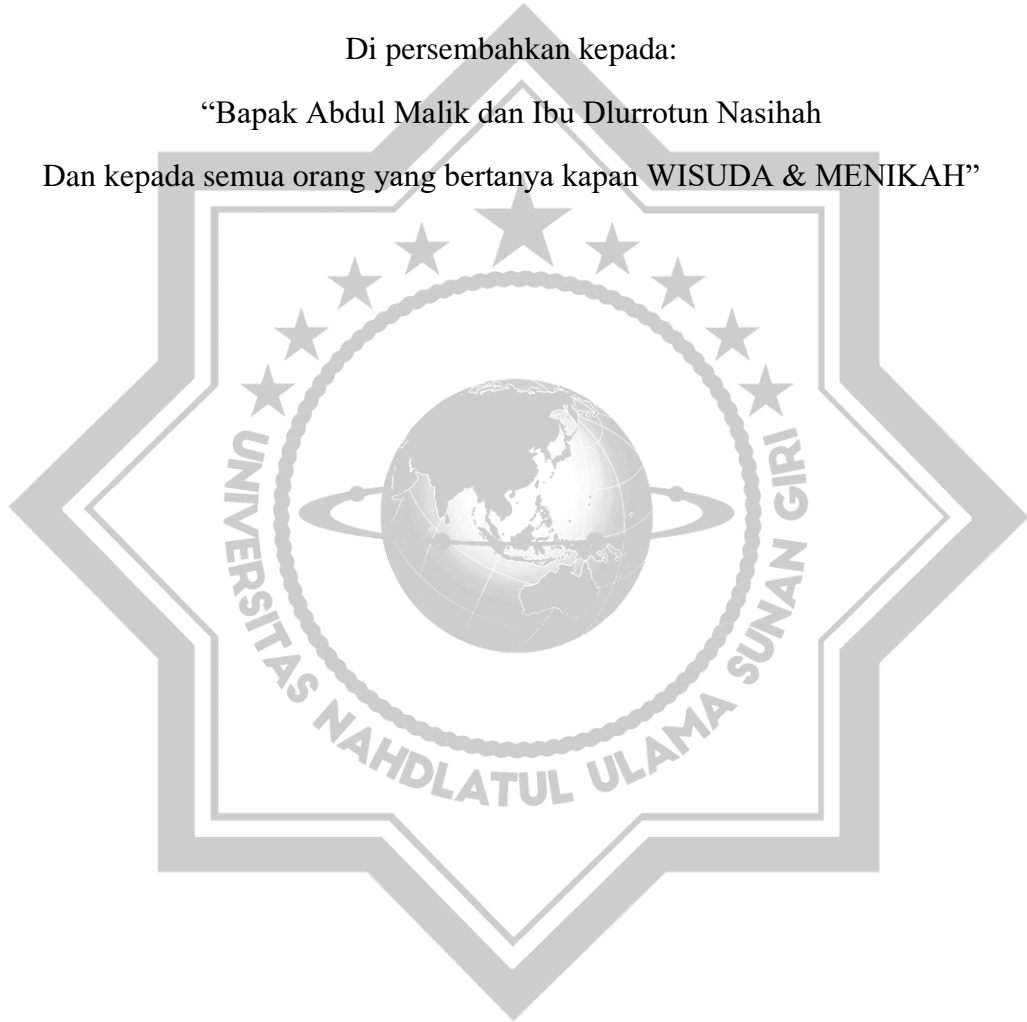 Di persembahkan kepada:
“Bapak Abdul Malik dan Ibu Dlurrotun Nasihah
Dan kepada semua orang yang bertanya kapan WISUDA & MENIKAH”
UNIVERSITAS NAHDLATUL ULAMA SUNAN GIRI